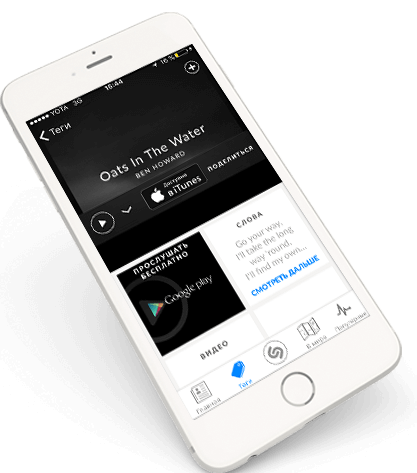 YOTA 3G 16:44 16 %
Теги
Oats In The Water
BEN HOWARD
Доступно
в iTunes
ПОДЕЛИТЬСЯ
ПРОСЛУШАТЬ
БЕСПЛАТНО
Google play
СЛОВА
Go your way,
I'll take the long
way 'round,
I'll find my own...
СМОТРЕТЬ ДАЛЬШЕ
ВИДЕО
Главная
Теги
В мире
Популярное